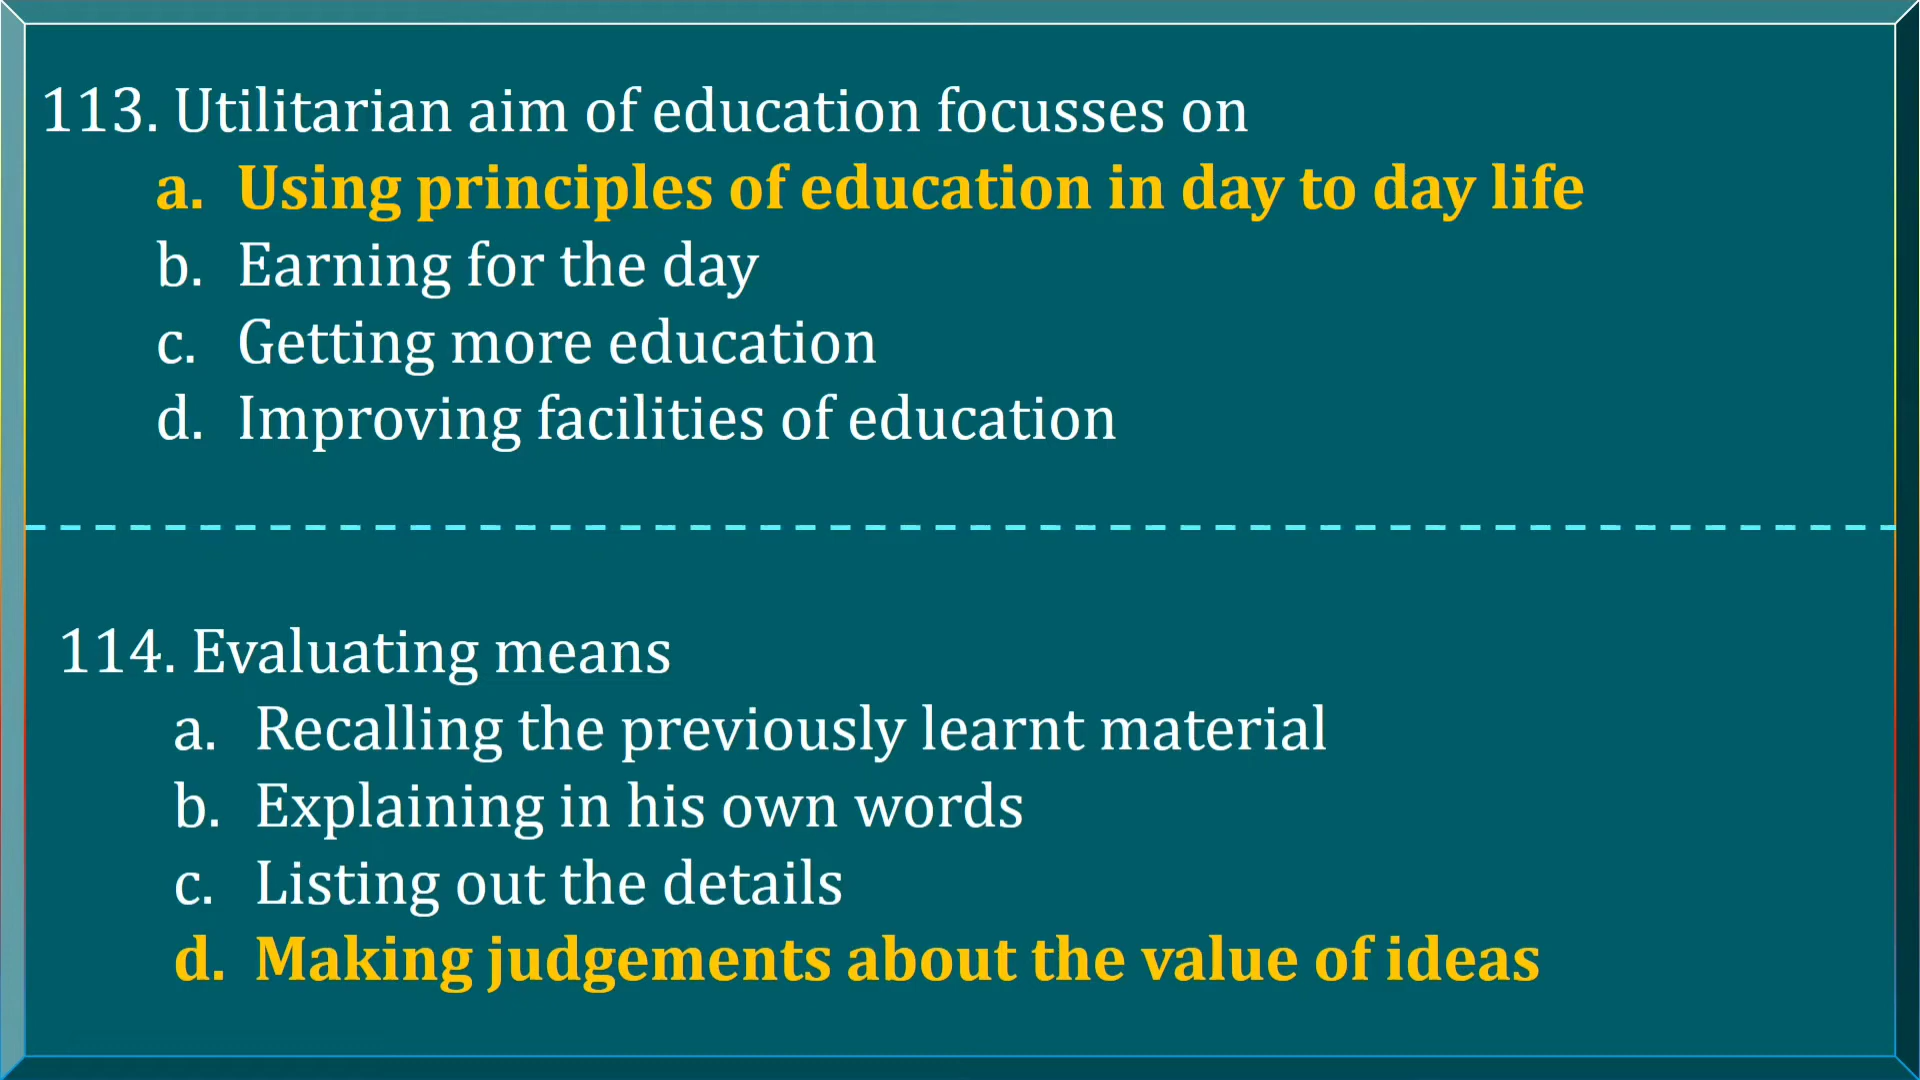 113. Utilitarian aim of education focusses on
a. Using principles of education in day to day life
b. Earning for the day
c. Getting more education
d. Improving facilities of education
114. Evaluating means
a. Recalling the previously learnt material
b. Explaining in his own words
c. Listing out the details
d. Making judgements about the value of ideas